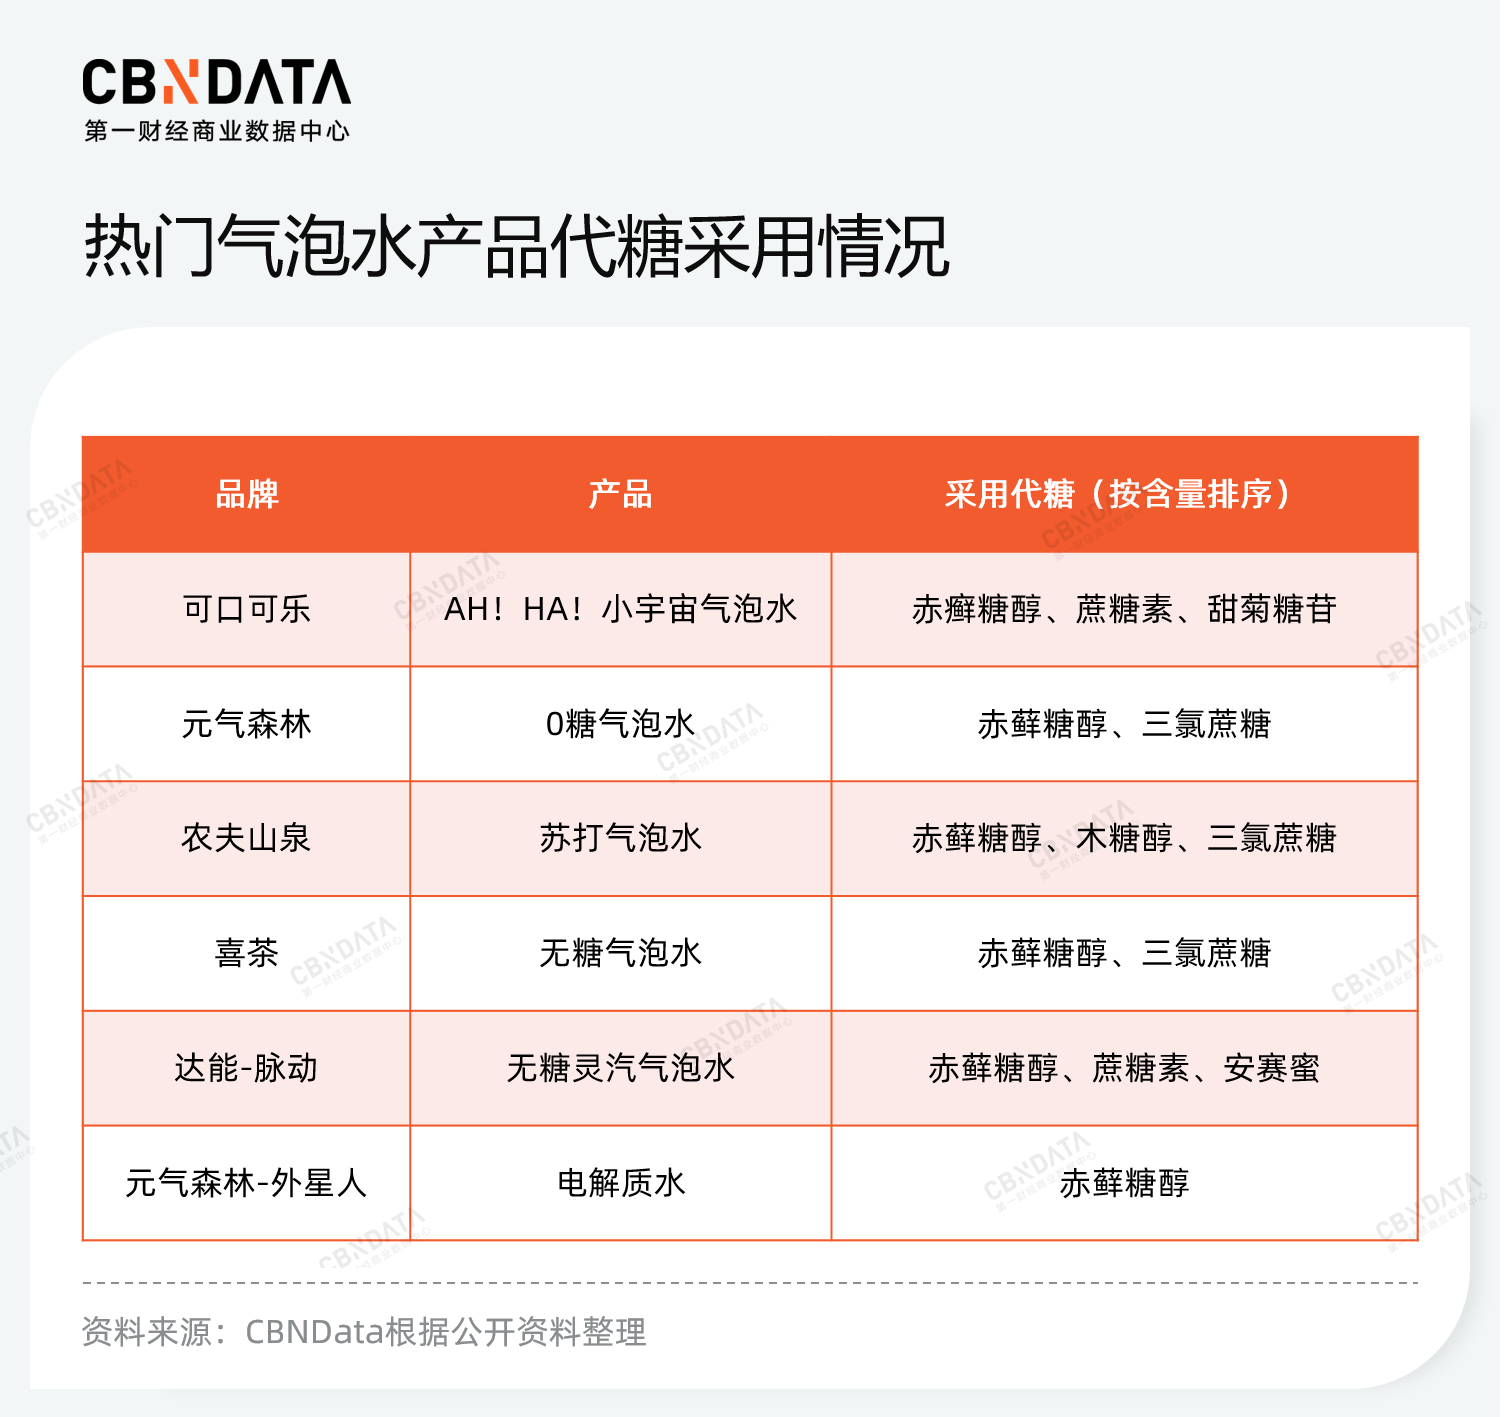 CBNDATA
第一财经商业数据中心
热门气泡水产品代糖采用情况
品牌 产品 采用代糖（按含量排序）
可口可乐 AH！HA！小宇宙气泡水 赤癣糖醇、蔗糖素、甜菊糖苷
元气森林 0糖气泡水 赤藓糖醇、三氯蔗糖
农夫山泉 苏打气泡水 赤藓糖醇、木糖醇、三氯蔗糖
喜茶 无糖气泡水 赤藓糖醇、三氯蔗糖
达能-脉动 无糖灵汽气泡水 赤藓糖醇、蔗糖素、安赛蜜
元气森林-外星人 电解质水 赤藓糖醇
资料来源：CBNData根据公开资料整理